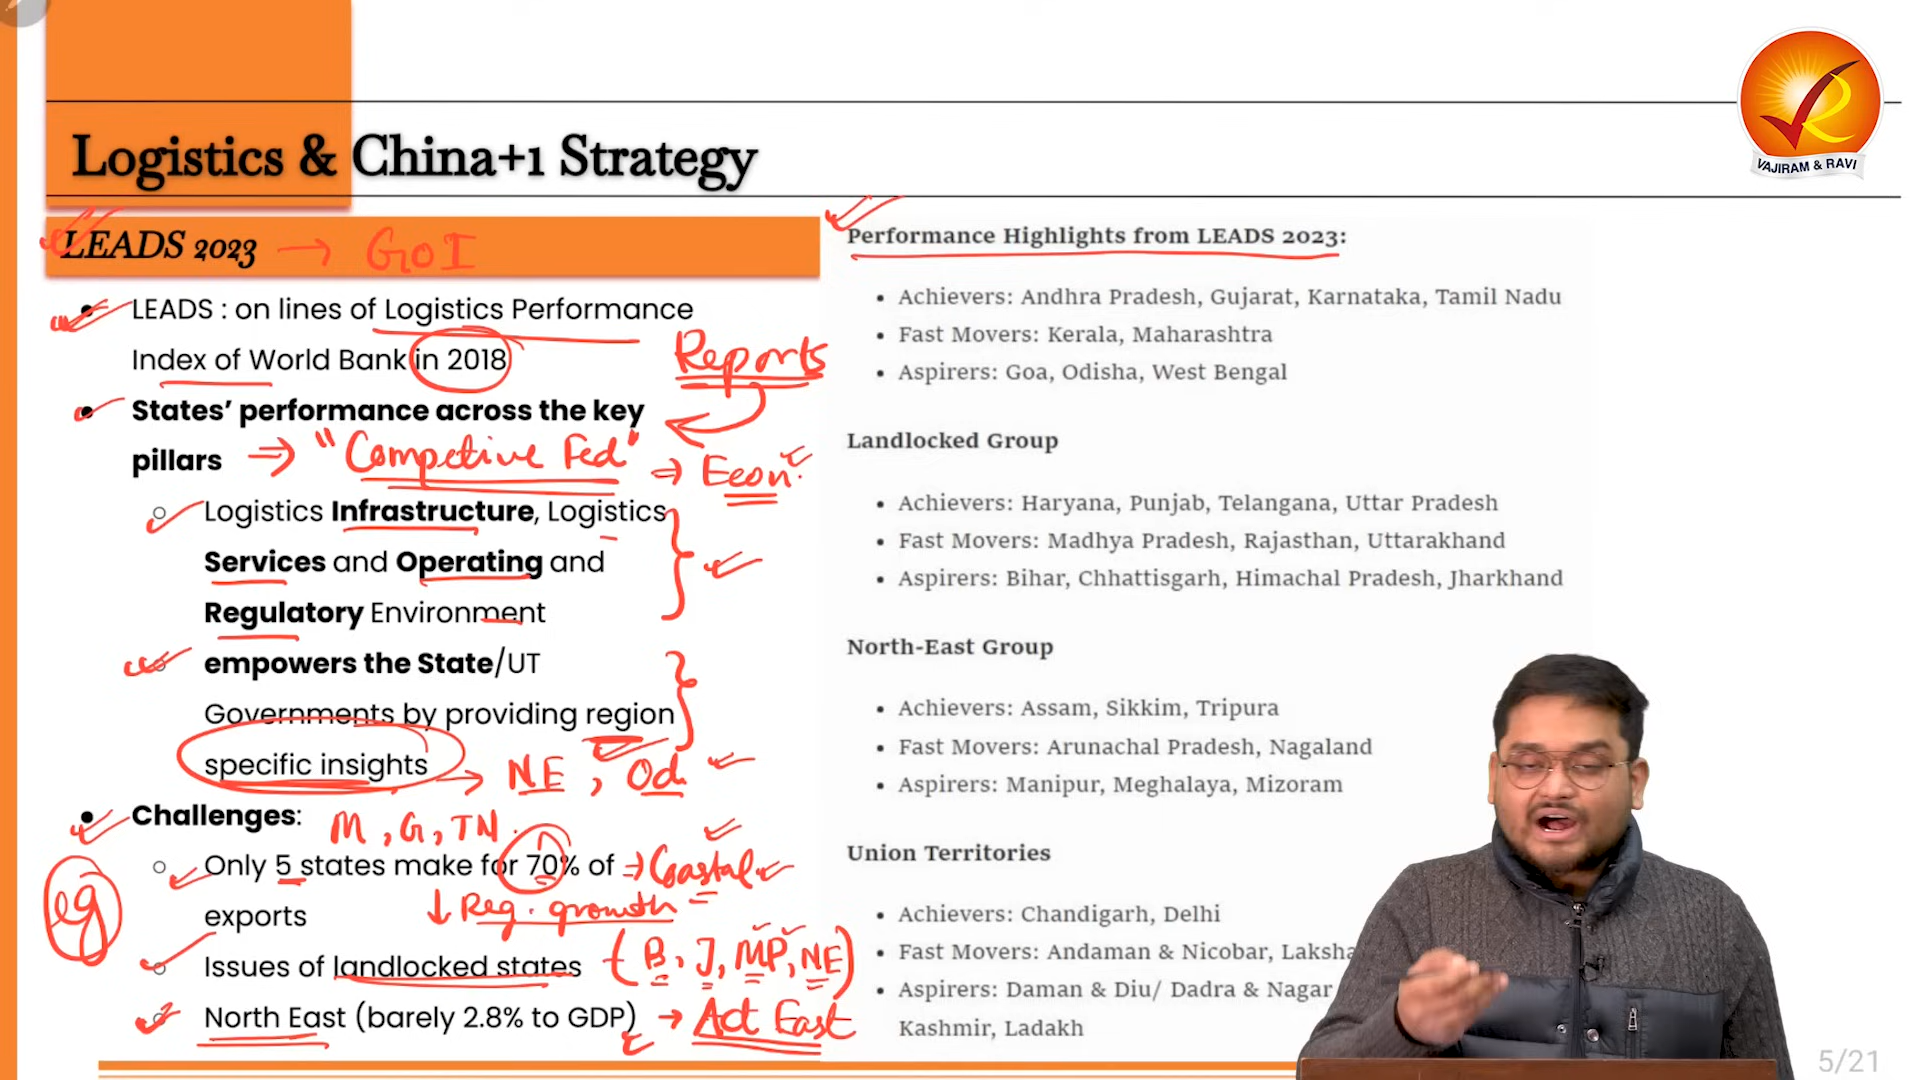 VAJIRAM & RAVI
Logistics & China+1 Strategy
LEADS 2023 → GOI
LEADS : on lines of Logistics Performance
Index of World Bank in 2018
Reports
States' performance across the key
pillars ⇒ "Competive Fed" ⇒ Econ.
Logistics Infrastructure, Logistics
Services and Operating and
Regulatory Environment
empowers the State/UT
Governments by providing region
specific insights → NE, Od.
Challenges:
M, G, TN.
Only 5 states make for 70% of → Coastal
exports
↓ Reg. growth
Issues of landlocked states (B, J, MP, NE)
North East (barely 2.8% to GDP) → Act East
eg
Performance Highlights from LEADS 2023:
Achievers: Andhra Pradesh, Gujarat, Karnataka, Tamil Nadu
Fast Movers: Kerala, Maharashtra
Aspirers: Goa, Odisha, West Bengal
Landlocked Group
Achievers: Haryana, Punjab, Telangana, Uttar Pradesh
Fast Movers: Madhya Pradesh, Rajasthan, Uttarakhand
Aspirers: Bihar, Chhattisgarh, Himachal Pradesh, Jharkhand
North-East Group
Achievers: Assam, Sikkim, Tripura
Fast Movers: Arunachal Pradesh, Nagaland
Aspirers: Manipur, Meghalaya, Mizoram
Union Territories
Achievers: Chandigarh, Delhi
Fast Movers: Andaman & Nicobar, Laksha
Aspirers: Daman & Diu/ Dadra & Nagar
Kashmir, Ladakh
5/21